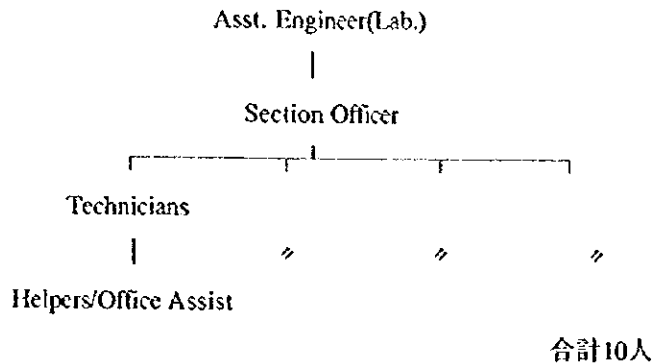 Asst. Engineer(Lab.)
Section Officer
Technicians
〃 〃 〃
Helpers/Office Assist
合計10人